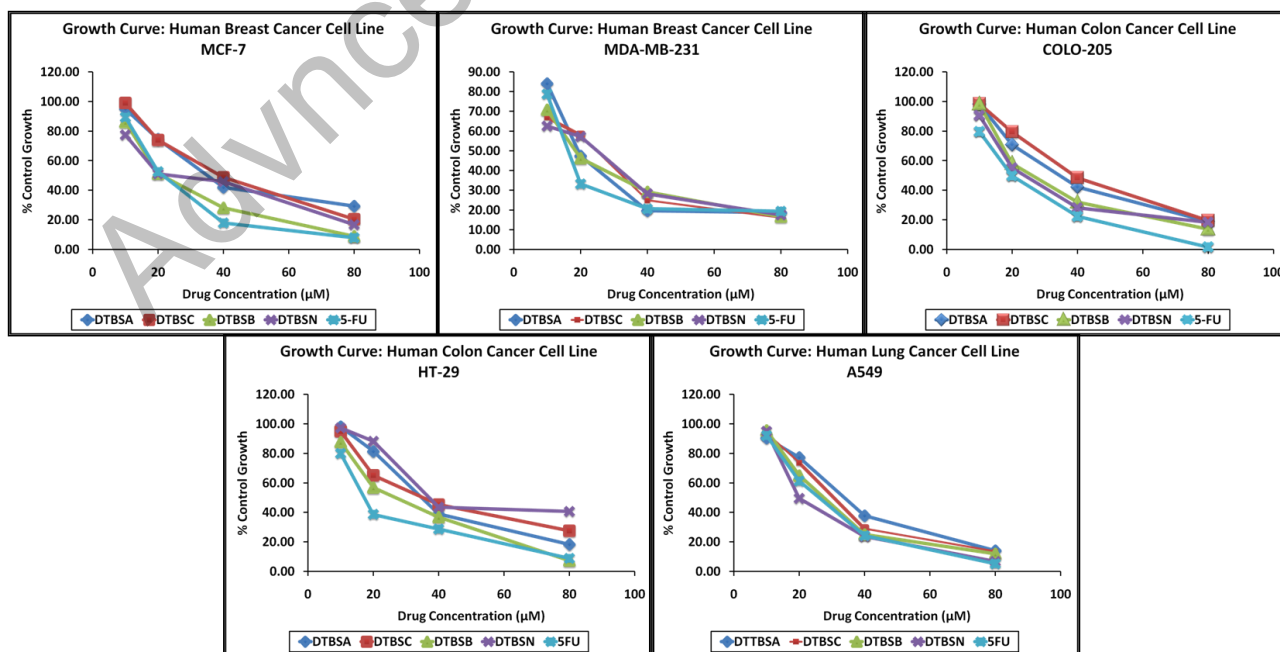 Advnce
Growth Curve: Human Breast Cancer Cell Line
MCF-7
120.00
100.00
80.00
60.00
40.00
20.00
0.00
% Control Growth
0 20 40 60 80 100
Drug Concentration (µM)
DTBSA DTBSC DTBSB DTBSN 5-FU
Growth Curve: Human Breast Cancer Cell Line
MDA-MB-231
90.00
80.00
70.00
60.00
50.00
40.00
30.00
20.00
10.00
0.00
% Control Growth
0 20 40 60 80 100
Drug Concentration (µM)
DTBSA DTBSC DTBSB DTBSN 5-FU
Growth Curve: Human Colon Cancer Cell Line
COLO-205
120.00
100.00
80.00
60.00
40.00
20.00
0.00
% Control Growth
0 20 40 60 80 100
Drug Concentration (µM)
DTBSA DTBSC DTBSB DTBSN 5-FU
Growth Curve: Human Colon Cancer Cell Line
HT-29
120.00
100.00
80.00
60.00
40.00
20.00
0.00
% Control Growth
0 20 40 60 80 100
Drug Concentration (µM)
DTBSA DTBSC DTBSB DTBSN 5FU
Growth Curve: Human Lung Cancer Cell Line
A549
120.00
100.00
80.00
60.00
40.00
20.00
0.00
% Control Growth
0 20 40 60 80 100
Drug Concentration (µM)
DTTBSA DTBSC DTBSB DTBSN 5FU